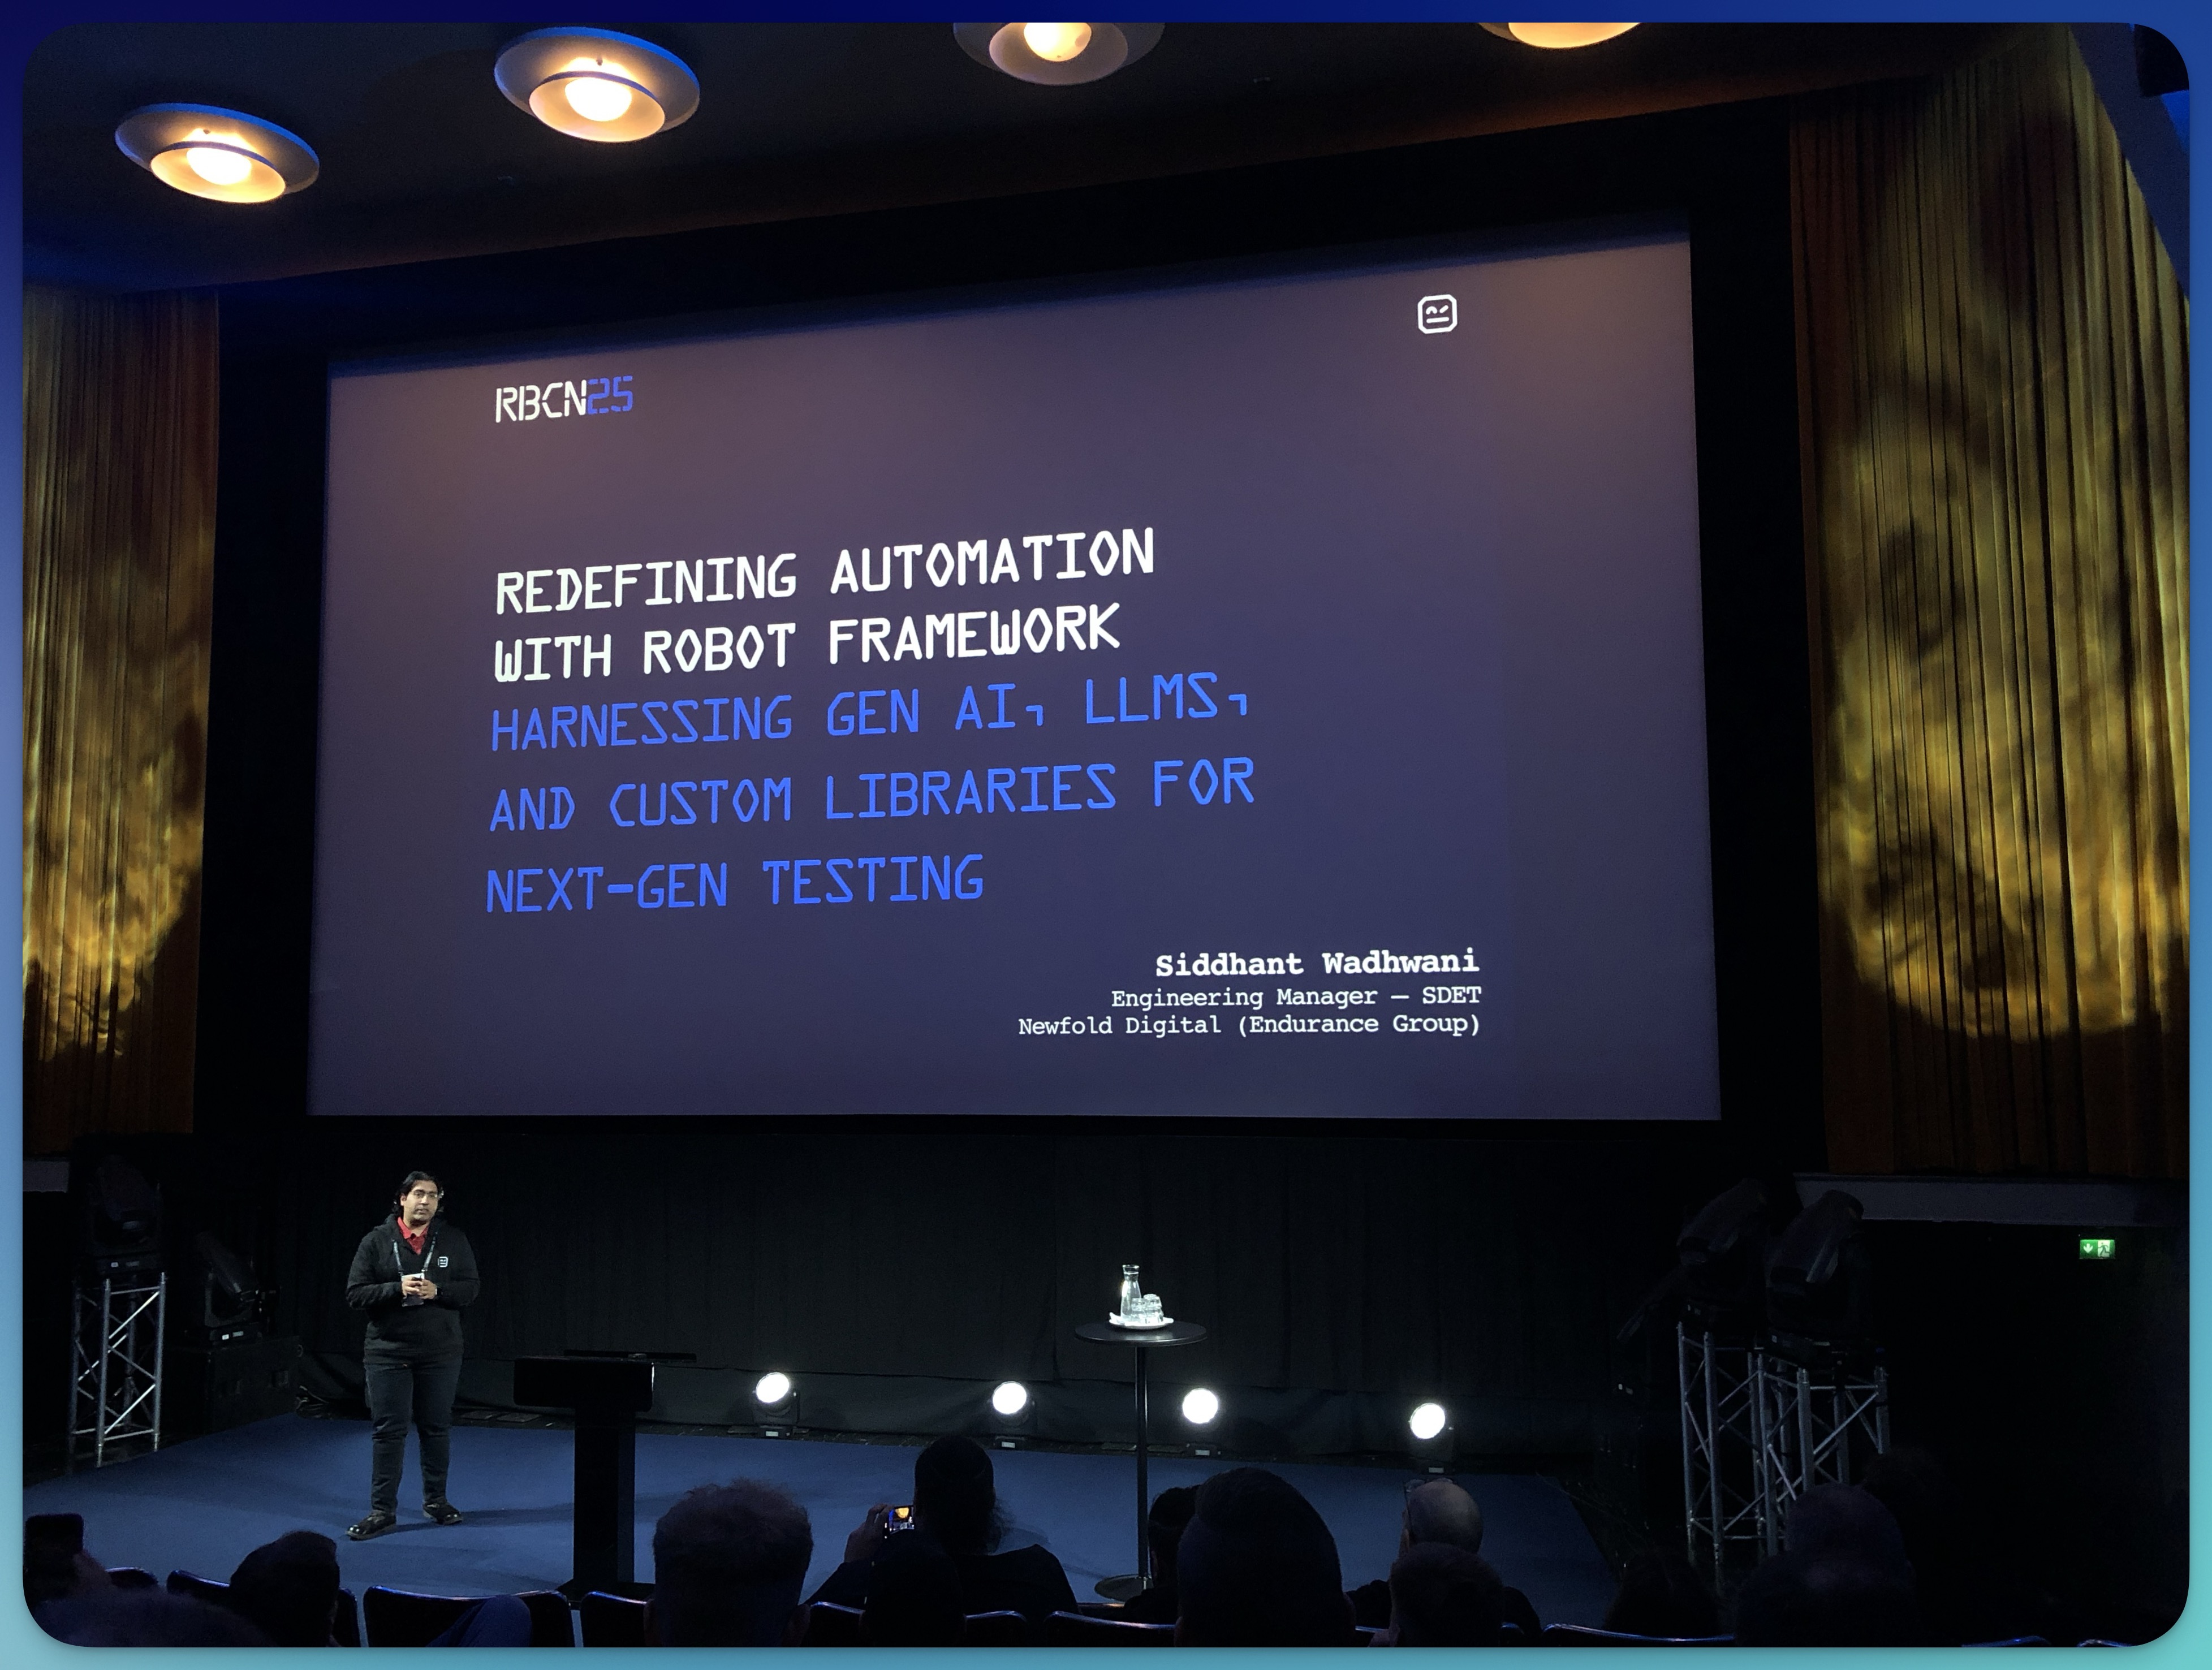 RBCN25
REDEFINING AUTOMATION
WITH ROBOT FRAMEWORK
HARNESSING GEN AI, LLMS,
AND CUSTOM LIBRARIES FOR
NEXT-GEN TESTING
Siddhant Wadhwani
Engineering Manager – SDET
Newfold Digital (Endurance Group)